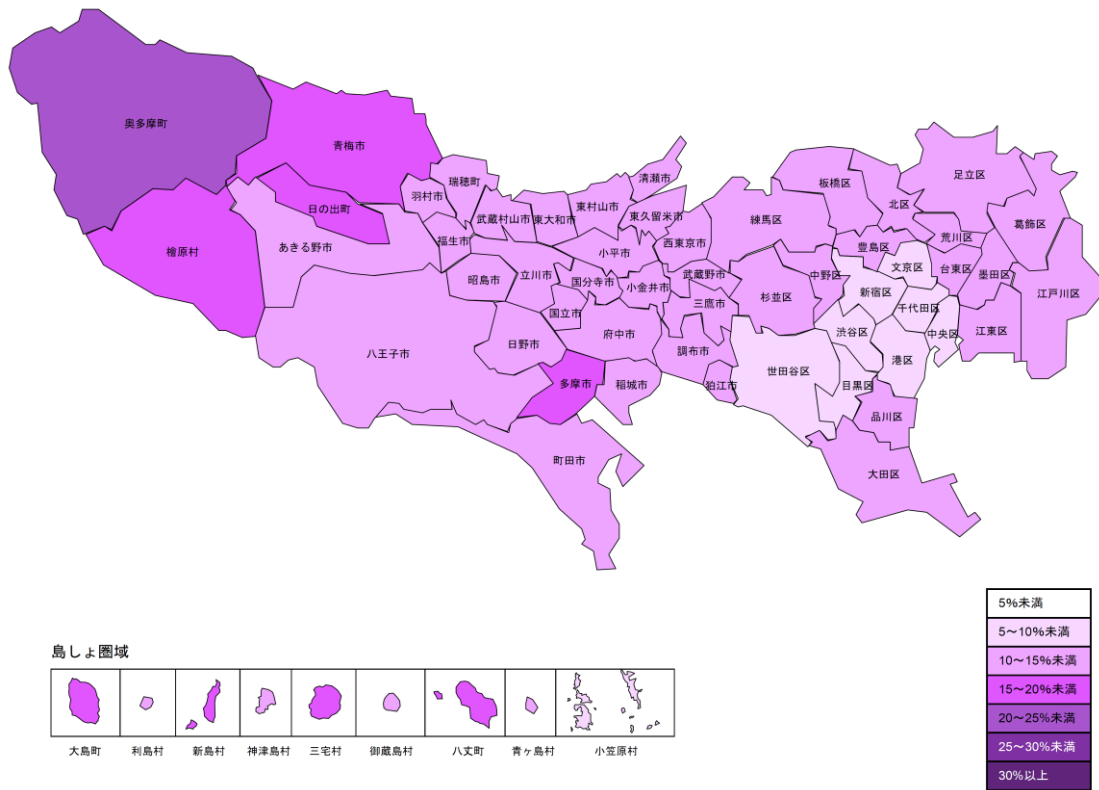 奥多摩町
青梅市
瑞穂町
清瀬市
羽村市
日の出町
武蔵村山市
東大和市
東村山市
東久留米市
板橋区
足立区
北区
練馬区
葛飾区
福生市
あきる野市
檜原村
西東京市
豊島区
荒川区
小平市
文京区
台東区
墨田区
昭島市
立川市
国分寺市
小金井市
武蔵野市
中野区
新宿区
江戸川区
杉並区
三鷹市
千代田区
国立市
府中市
渋谷区
中央区
江東区
日野市
八王子市
調布市
港区
世田谷区
多摩市
稲城市
狛江市
目黒区
品川区
町田市
大田区
5%未満
5〜10%未満
10〜15%未満
15〜20%未満
20〜25%未満
25〜30%未満
30%以上
島しょ圏域
大島町
利島村
新島村
神津島村
三宅村
御蔵島村
八丈町
青ヶ島村
小笠原村